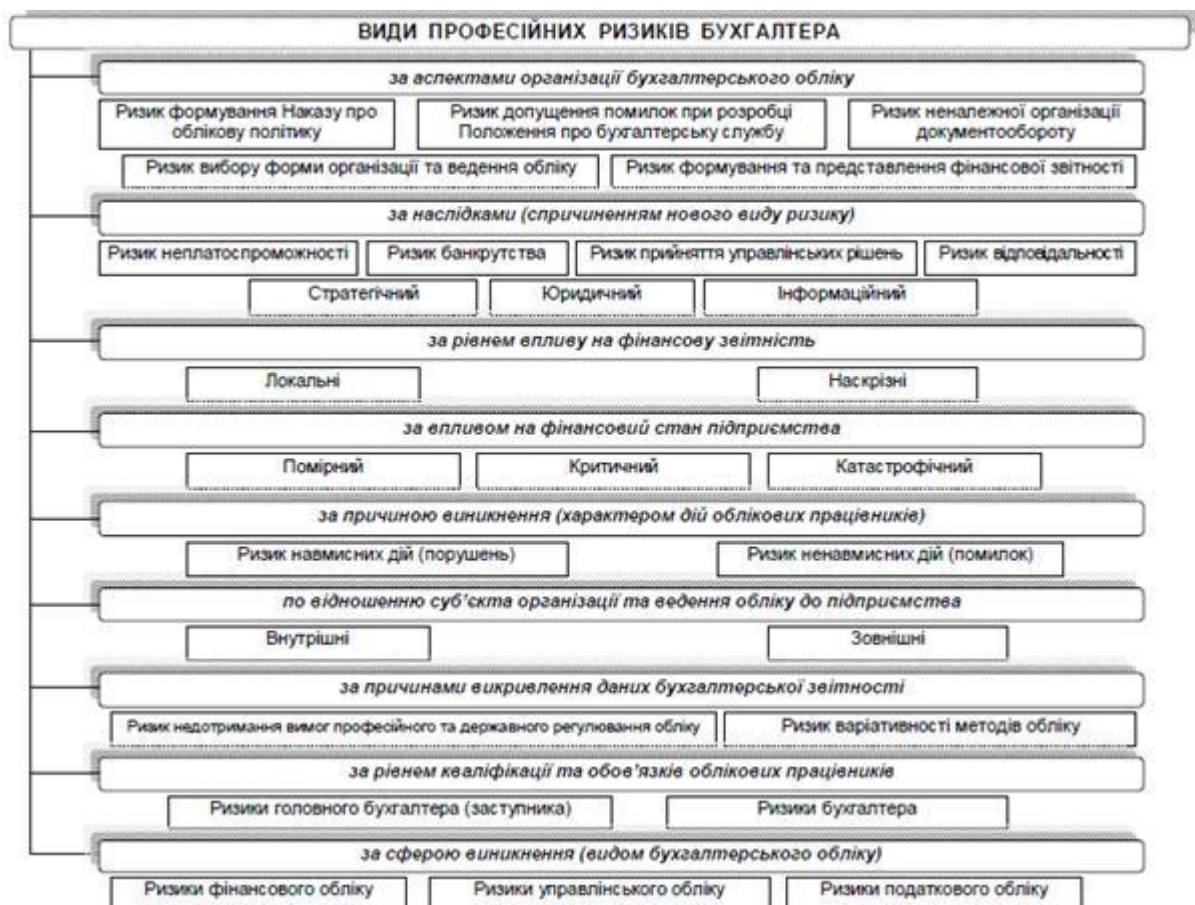 ВИДИ ПРОФЕСІЙНИХ РИЗИКІВ БУХГАЛТЕРА
за аспектами організації бухгалтерського обліку
Ризик формування Наказу про
облікову політику
Ризик допущення помилок при розробці
Положення про бухгалтерську службу
Ризик неналежної організації
документообороту
Ризик вибору форми організації та ведення обліку
Ризик формування та представлення фінансової звітності
за наслідками (спричиненням нового виду ризику)
Ризик неплатоспроможності
Ризик банкрутства
Ризик прийняття управлінських рішень
Ризик відповідальності
Стратегічний
Юридичний
Інформаційний
за рівнем впливу на фінансову звітність
Локальні
Наскрізні
за впливом на фінансовий стан підприємства
Помірний
Критичний
Катастрофічний
за причиною виникнення (характером дій облікових працівників)
Ризик навмисних дій (порушень)
Ризик ненавмисних дій (помилок)
по відношенню суб'єкта організації та ведення обліку до підприємства
Внутрішні
Зовнішні
за причинами викривлення даних бухгалтерської звітності
Ризик недотримання вимог професійного та державного регулювання обліку
Ризик варіативності методів обліку
за рівнем кваліфікації та обов'язків облікових працівників
Ризики головного бухгалтера (заступника)
Ризики бухгалтера
за сферою виникнення (видом бухгалтерського обліку)
Ризики фінансового обліку
Ризики управлінського обліку
Ризики податкового обліку